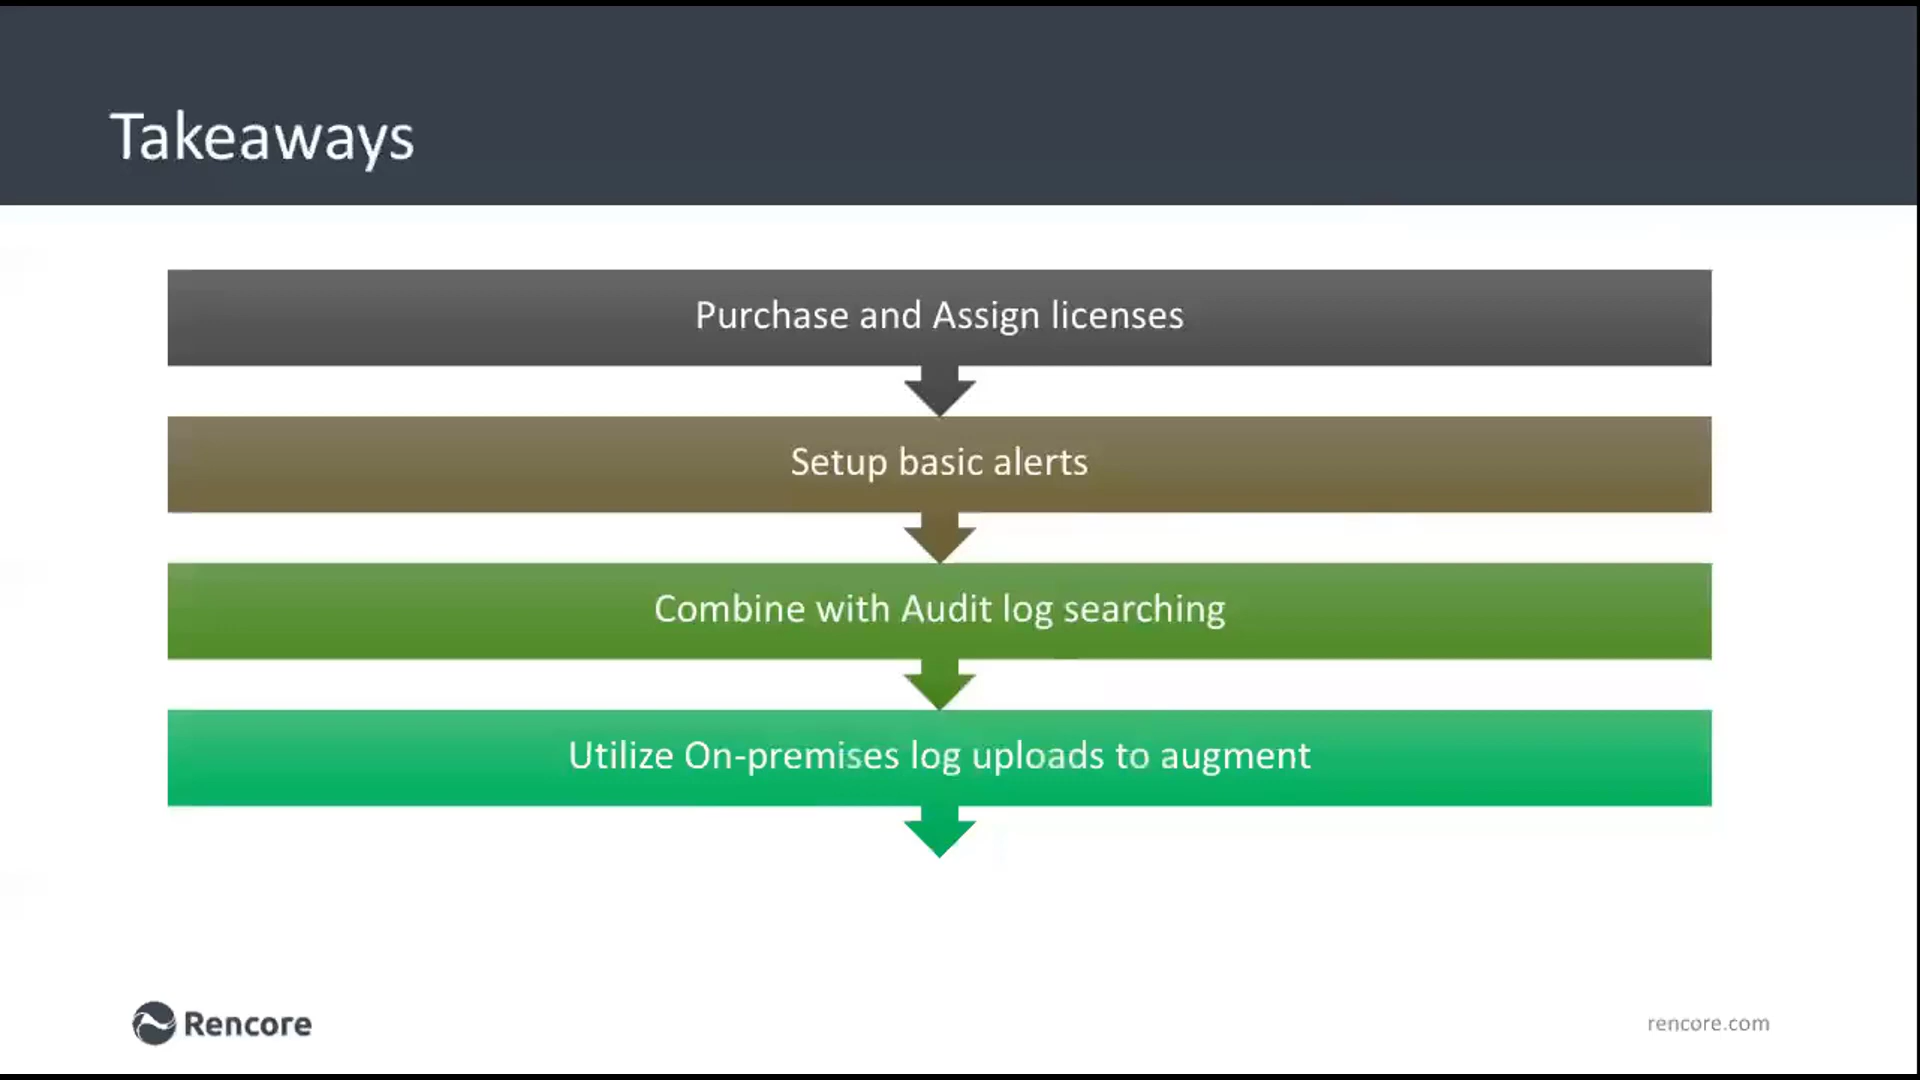 Takeaways
Purchase and Assign licenses
Setup basic alerts
Combine with Audit log searching
Utilize On-premises log uploads to augment
Rencore
rencore.com